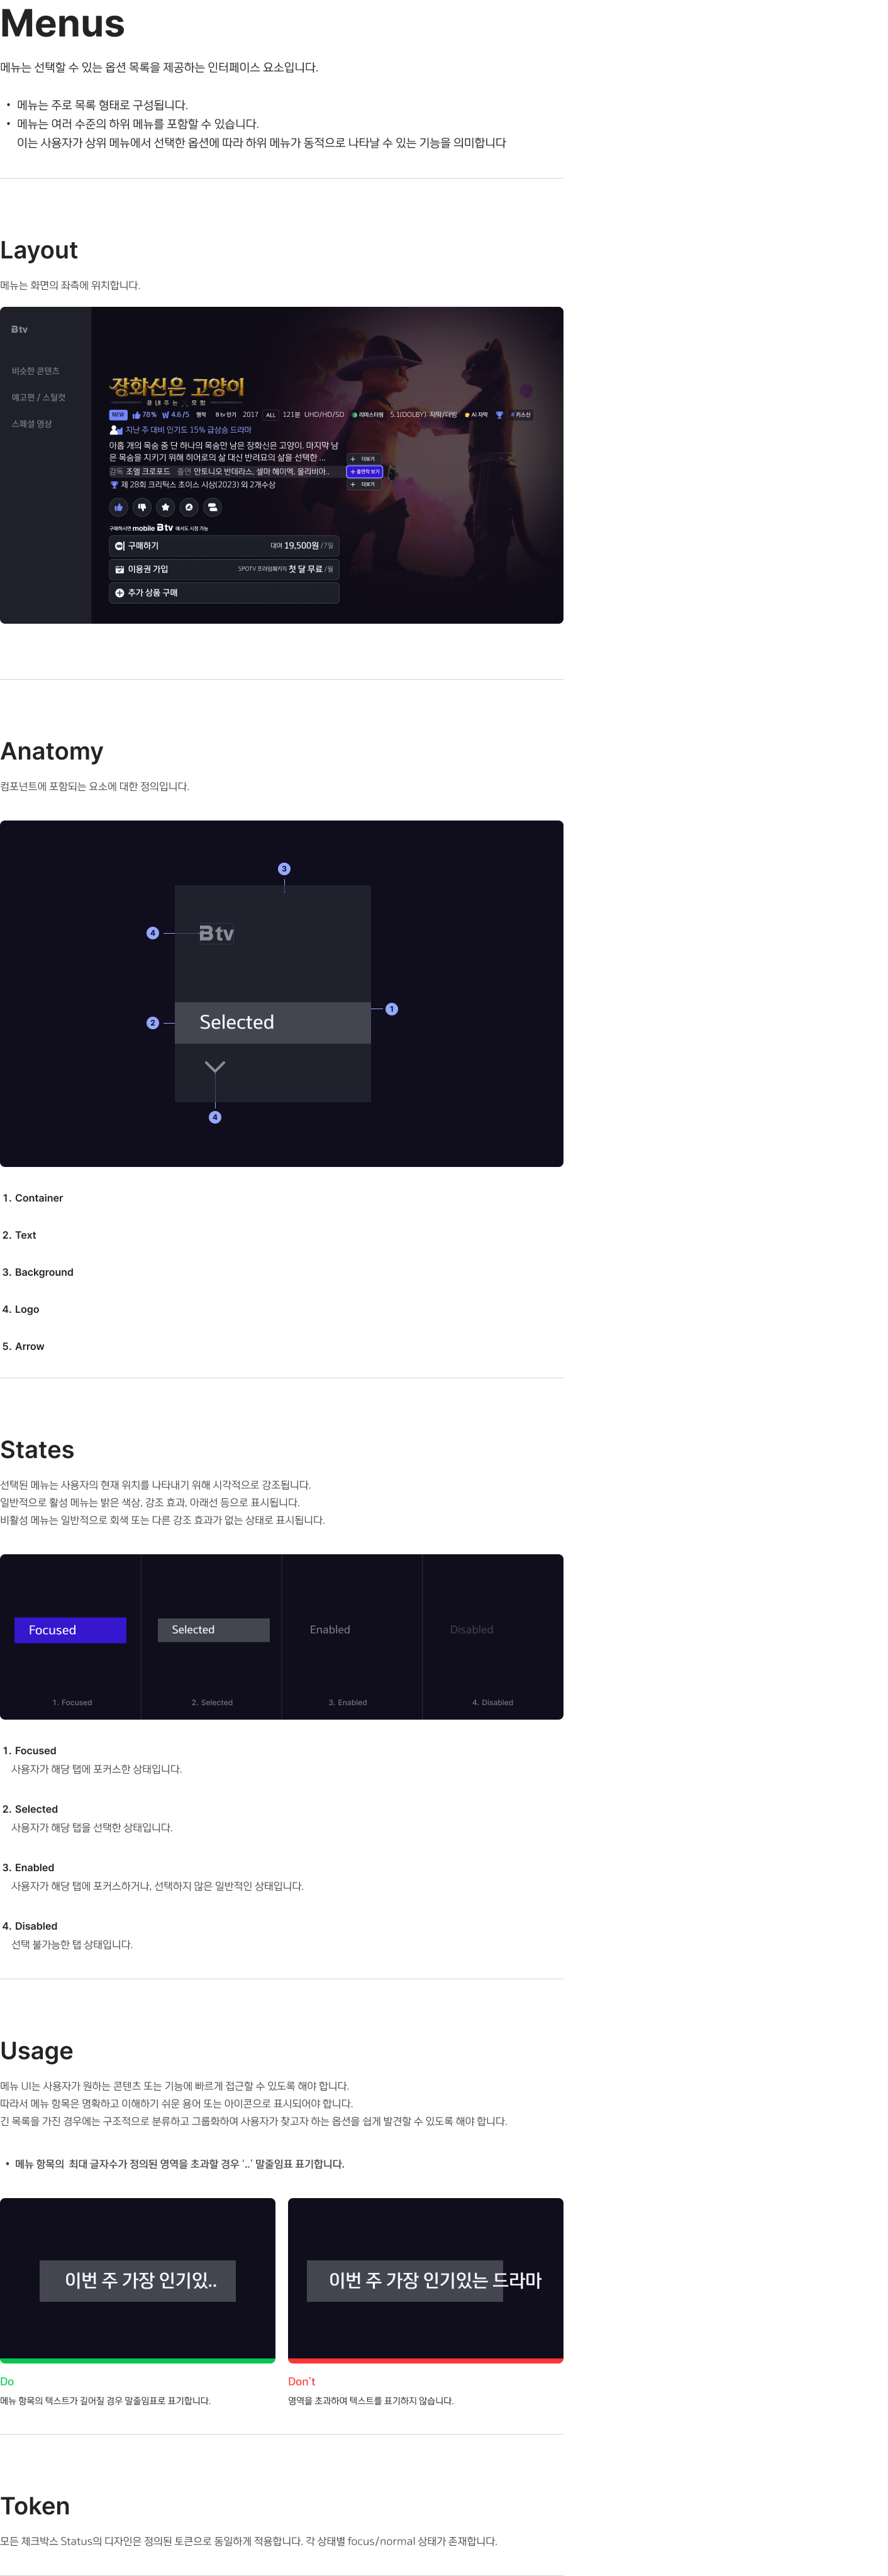 Menus
메뉴는 선택할 수 있는 옵션 목록을 제공하는 인터페이스 요소입니다.
• 메뉴는 주로 목록 형태로 구성됩니다.
• 메뉴는 여러 수준의 하위 메뉴를 포함할 수 있습니다.
이는 사용자가 상위 메뉴에서 선택한 옵션에 따라 하위 메뉴가 동적으로 나타날 수 있는 기능을 의미합니다
Layout
메뉴는 화면의 좌측에 위치합니다.
B tv
비슷한 콘텐츠
예고편 / 스틸컷
스페셜 영상
장화신은 고양이
끝내주는 모험
NEW 78% 4.6/5 명작 B tv 인기 2017 ALL 121분 UHD/HD/SD 리마스터링 5.1(DOLBY) 자막/더빙 AI 자막 #키스신
지난 주 대비 인기도 15% 급상승 드라마
아홉 개의 목숨 중 단 하나의 목숨만 남은 장화신은 고양이. 마지막 남
은 목숨을 지키기 위해 히어로의 삶 대신 반려묘의 삶을 선택한 ...
+ 더보기
감독 조엘 크로포드 출연 안토니오 반데라스, 셀마 헤이엑, 올리비아..
+ 출연작 보기
제 28회 크리틱스 초이스 시상(2023) 외 2개수상
+ 더보기
구매하시면 mobile B tv 에서도 시청 가능
구매하기 대여 19,500원 /7일
이용권 가입 SPOTV 프라임패키지 첫 달 무료 /월
추가 상품 구매
Anatomy
컴포넌트에 포함되는 요소에 대한 정의입니다.
3
4
B tv
1
2
Selected
4
1. Container
2. Text
3. Background
4. Logo
5. Arrow
States
선택된 메뉴는 사용자의 현재 위치를 나타내기 위해 시각적으로 강조됩니다.
일반적으로 활성 메뉴는 밝은 색상, 강조 효과, 아래선 등으로 표시됩니다.
비활성 메뉴는 일반적으로 회색 또는 다른 강조 효과가 없는 상태로 표시됩니다.
Focused
Selected
Enabled
Disabled
1. Focused
2. Selected
3. Enabled
4. Disabled
1. Focused
사용자가 해당 탭에 포커스한 상태입니다.
2. Selected
사용자가 해당 탭을 선택한 상태입니다.
3. Enabled
사용자가 해당 탭에 포커스하거나, 선택하지 않은 일반적인 상태입니다.
4. Disabled
선택 불가능한 탭 상태입니다.
Usage
메뉴 UI는 사용자가 원하는 콘텐츠 또는 기능에 빠르게 접근할 수 있도록 해야 합니다.
따라서 메뉴 항목은 명확하고 이해하기 쉬운 용어 또는 아이콘으로 표시되어야 합니다.
긴 목록을 가진 경우에는 구조적으로 분류하고 그룹화하여 사용자가 찾고자 하는 옵션을 쉽게 발견할 수 있도록 해야 합니다.
• 메뉴 항목의 최대 글자수가 정의된 영역을 초과할 경우 '..' 말줄임표 표기합니다.
이번 주 가장 인기있..
이번 주 가장 인기있는 드라마
Do
메뉴 항목의 텍스트가 길어질 경우 말줄임표로 표기합니다.
Don't
영역을 초과하여 텍스트를 표기하지 않습니다.
Token
모든 체크박스 Status의 디자인은 정의된 토큰으로 동일하게 적용합니다. 각 상태별 focus/normal 상태가 존재합니다.